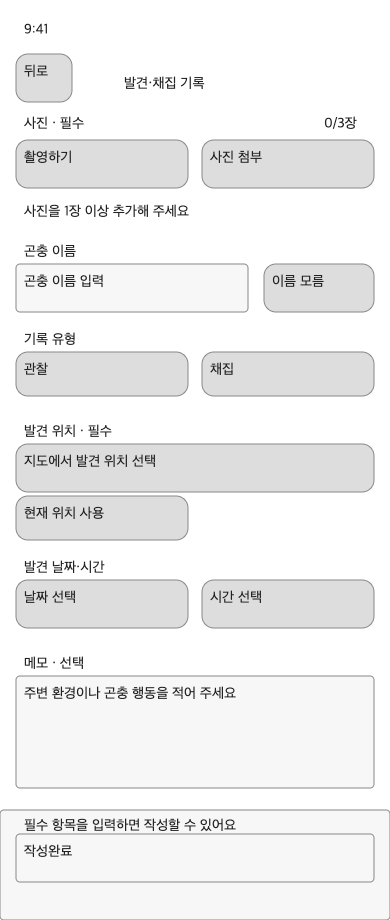 9:41
뒤로
발견·채집 기록
사진 · 필수 0/3장
촬영하기 사진 첨부
사진을 1장 이상 추가해 주세요
곤충 이름
곤충 이름 입력 이름 모름
기록 유형
관찰 채집
발견 위치 · 필수
지도에서 발견 위치 선택
현재 위치 사용
발견 날짜·시간
날짜 선택 시간 선택
메모 · 선택
주변 환경이나 곤충 행동을 적어 주세요
필수 항목을 입력하면 작성할 수 있어요
작성완료